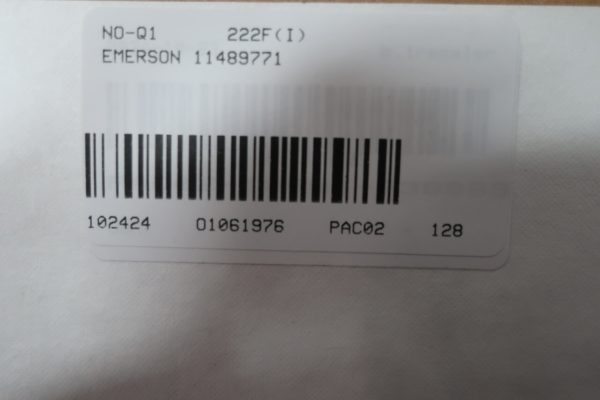 NO-Q1 222F(I)
EMERSON 11489771
102424 01061976 PAC02 128